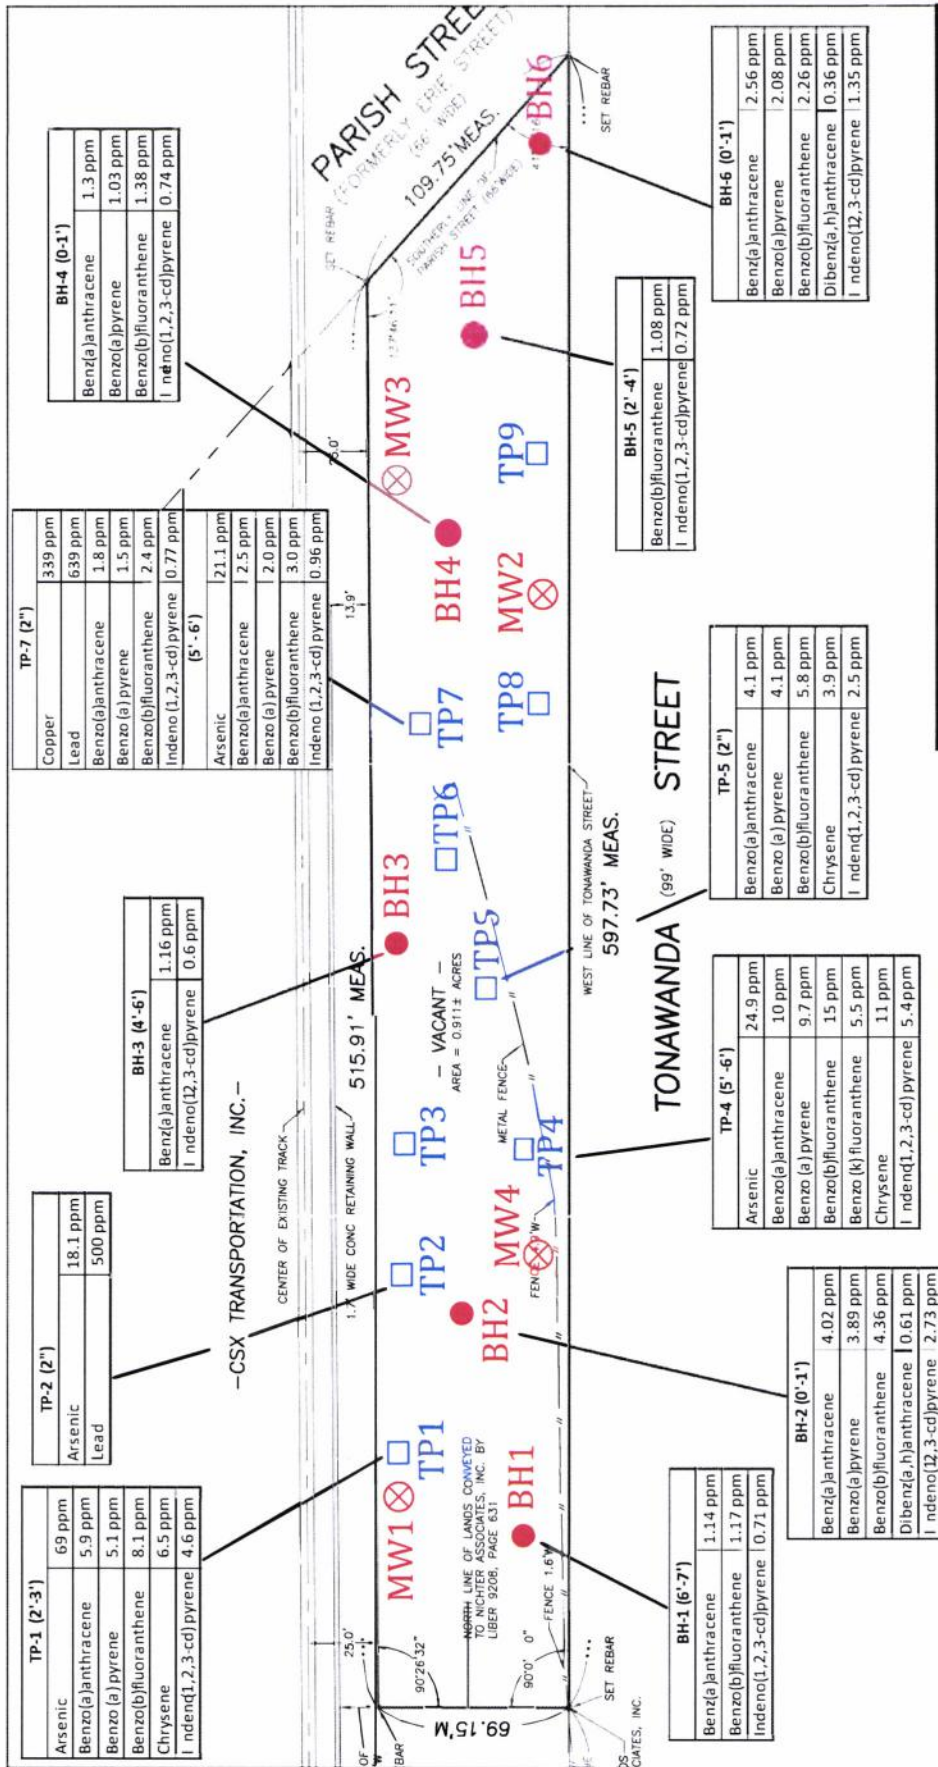 TP-1 (2'-3')
Arsenic 69 ppm
Benzo(a)anthracene 5.9 ppm
Benzo (a) pyrene 5.1 ppm
Benzo(b)fluoranthene 8.1 ppm
Chrysene 6.5 ppm
I ndend(1,2,3-cd) pyrene 4.6 ppm
TP-2 (2")
Arsenic 18.1 ppm
Lead 500 ppm
BH-3 (4'-6')
Benz(a)anthracene 1.16 ppm
I ndeno(12,3-cd)pyrene 0.6 ppm
TP-7 (2")
Copper 339 ppm
Lead 639 ppm
Benzo(a)anthracene 1.8 ppm
Benzo (a) pyrene 1.5 ppm
Benzo(b)fluoranthene 2.4 ppm
Indeno (1,2,3-cd) pyrene 0.77 ppm
(5' - 6')
Arsenic 21.1 ppm
Benzo(a)anthracene 2.5 ppm
Benzo (a) pyrene 2.0 ppm
Benzo(b)fluoranthene 3.0 ppm
Indeno (1,2,3-cd) pyrene 0.96 ppm
BH-4 (0-1')
Benz(a)anthracene 1.3 ppm
Benzo(a)pyrene 1.03 ppm
Benzo(b)fluoranthene 1.38 ppm
I ndeno(1,2,3-cd)pyrene 0.74 ppm
PARISH STREE
(FORMERLY ERIE STREET)
(66' WIDE)
109.75'MEAS.
SOUTHERLY LINE OF
PARISH STREET (66'WIDE)
SET REBAR
–CSX TRANSPORTATION, INC.–
CENTER OF EXISTING TRACK
WIDE CONC RETAINING WALL
515.91' MEAS.
25.0'
13.9'
90°26'32"
MW1
TP1
TP2
TP3
BH3
TP6
TP7
BH4
MW3
BH5
BH6
– VACANT –
AREA = 0.911± ACRES
NORTH LINE OF LANDS CONVEYED
TO NICHTER ASSOCIATES, INC. BY
LIBER 9208, PAGE 631
69.15'M
90°0' 0"
FENCE 1.6'W
BH1
BH2
MW4
TP4
TP5
TP8
MW2
TP9
METAL FENCE
SET REBAR
SET REBAR
CIATES, INC.
WEST LINE OF TONAWANDA STREET
597.73' MEAS.
TONAWANDA (99' WIDE) STREET
BH-1 (6'-7')
Benz(a)anthracene 1.14 ppm
Benzo(b)fluoranthene 1.17 ppm
Indeno(1,2,3-cd)pyrene 0.71 ppm
BH-2 (0'-1')
Benz(a)anthracene 4.02 ppm
Benzo(a)pyrene 3.89 ppm
Benzo(b)fluoranthene 4.36 ppm
Dibenz(a,h)anthracene 0.61 ppm
I ndeno(12,3-cd)pyrene 2.73 ppm
TP-4 (5'-6')
Arsenic 24.9 ppm
Benzo(a)anthracene 10 ppm
Benzo (a) pyrene 9.7 ppm
Benzo(b)fluoranthene 15 ppm
Benzo (k) fluoranthene 5.5 ppm
Chrysene 11 ppm
I ndend(1,2,3-cd) pyrene 5.4ppm
TP-5 (2")
Benzo(a)anthracene 4.1 ppm
Benzo (a) pyrene 4.1 ppm
Benzo(b)fluoranthene 5.8 ppm
Chrysene 3.9 ppm
I ndend(1,2,3-cd) pyrene 2.5 ppm
BH-5 (2'-4')
Benzo(b)fluoranthene 1.08 ppm
I ndeno(1,2,3-cd)pyrene 0.72 ppm
BH-6 (0'-1')
Benz(a)anthracene 2.56 ppm
Benzo(a)pyrene 2.08 ppm
Benzo(b)fluoranthene 2.26 ppm
Dibenz(a,h)anthracene 0.36 ppm
I ndeno(12,3-cd)pyrene 1.35 ppm